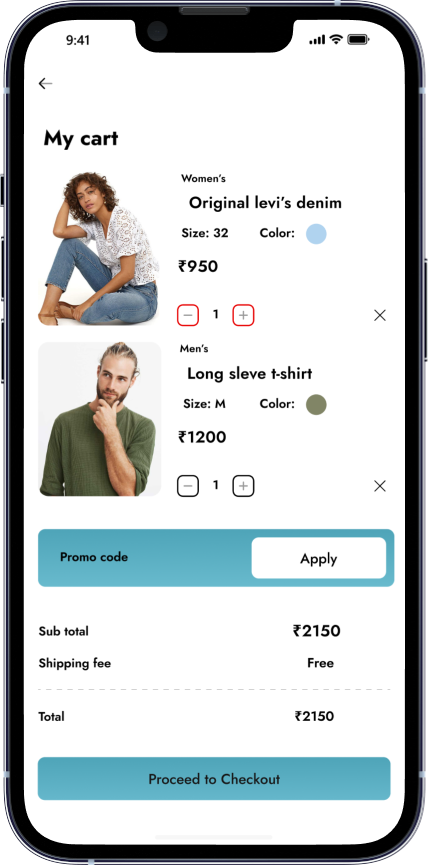 9:41
My cart
Women's
Original levi's denim
Size: 32 Color:
₹950
1
Men's
Long sleve t-shirt
Size: M Color:
₹1200
1
Promo code Apply
Sub total ₹2150
Shipping fee Free
Total ₹2150
Proceed to Checkout